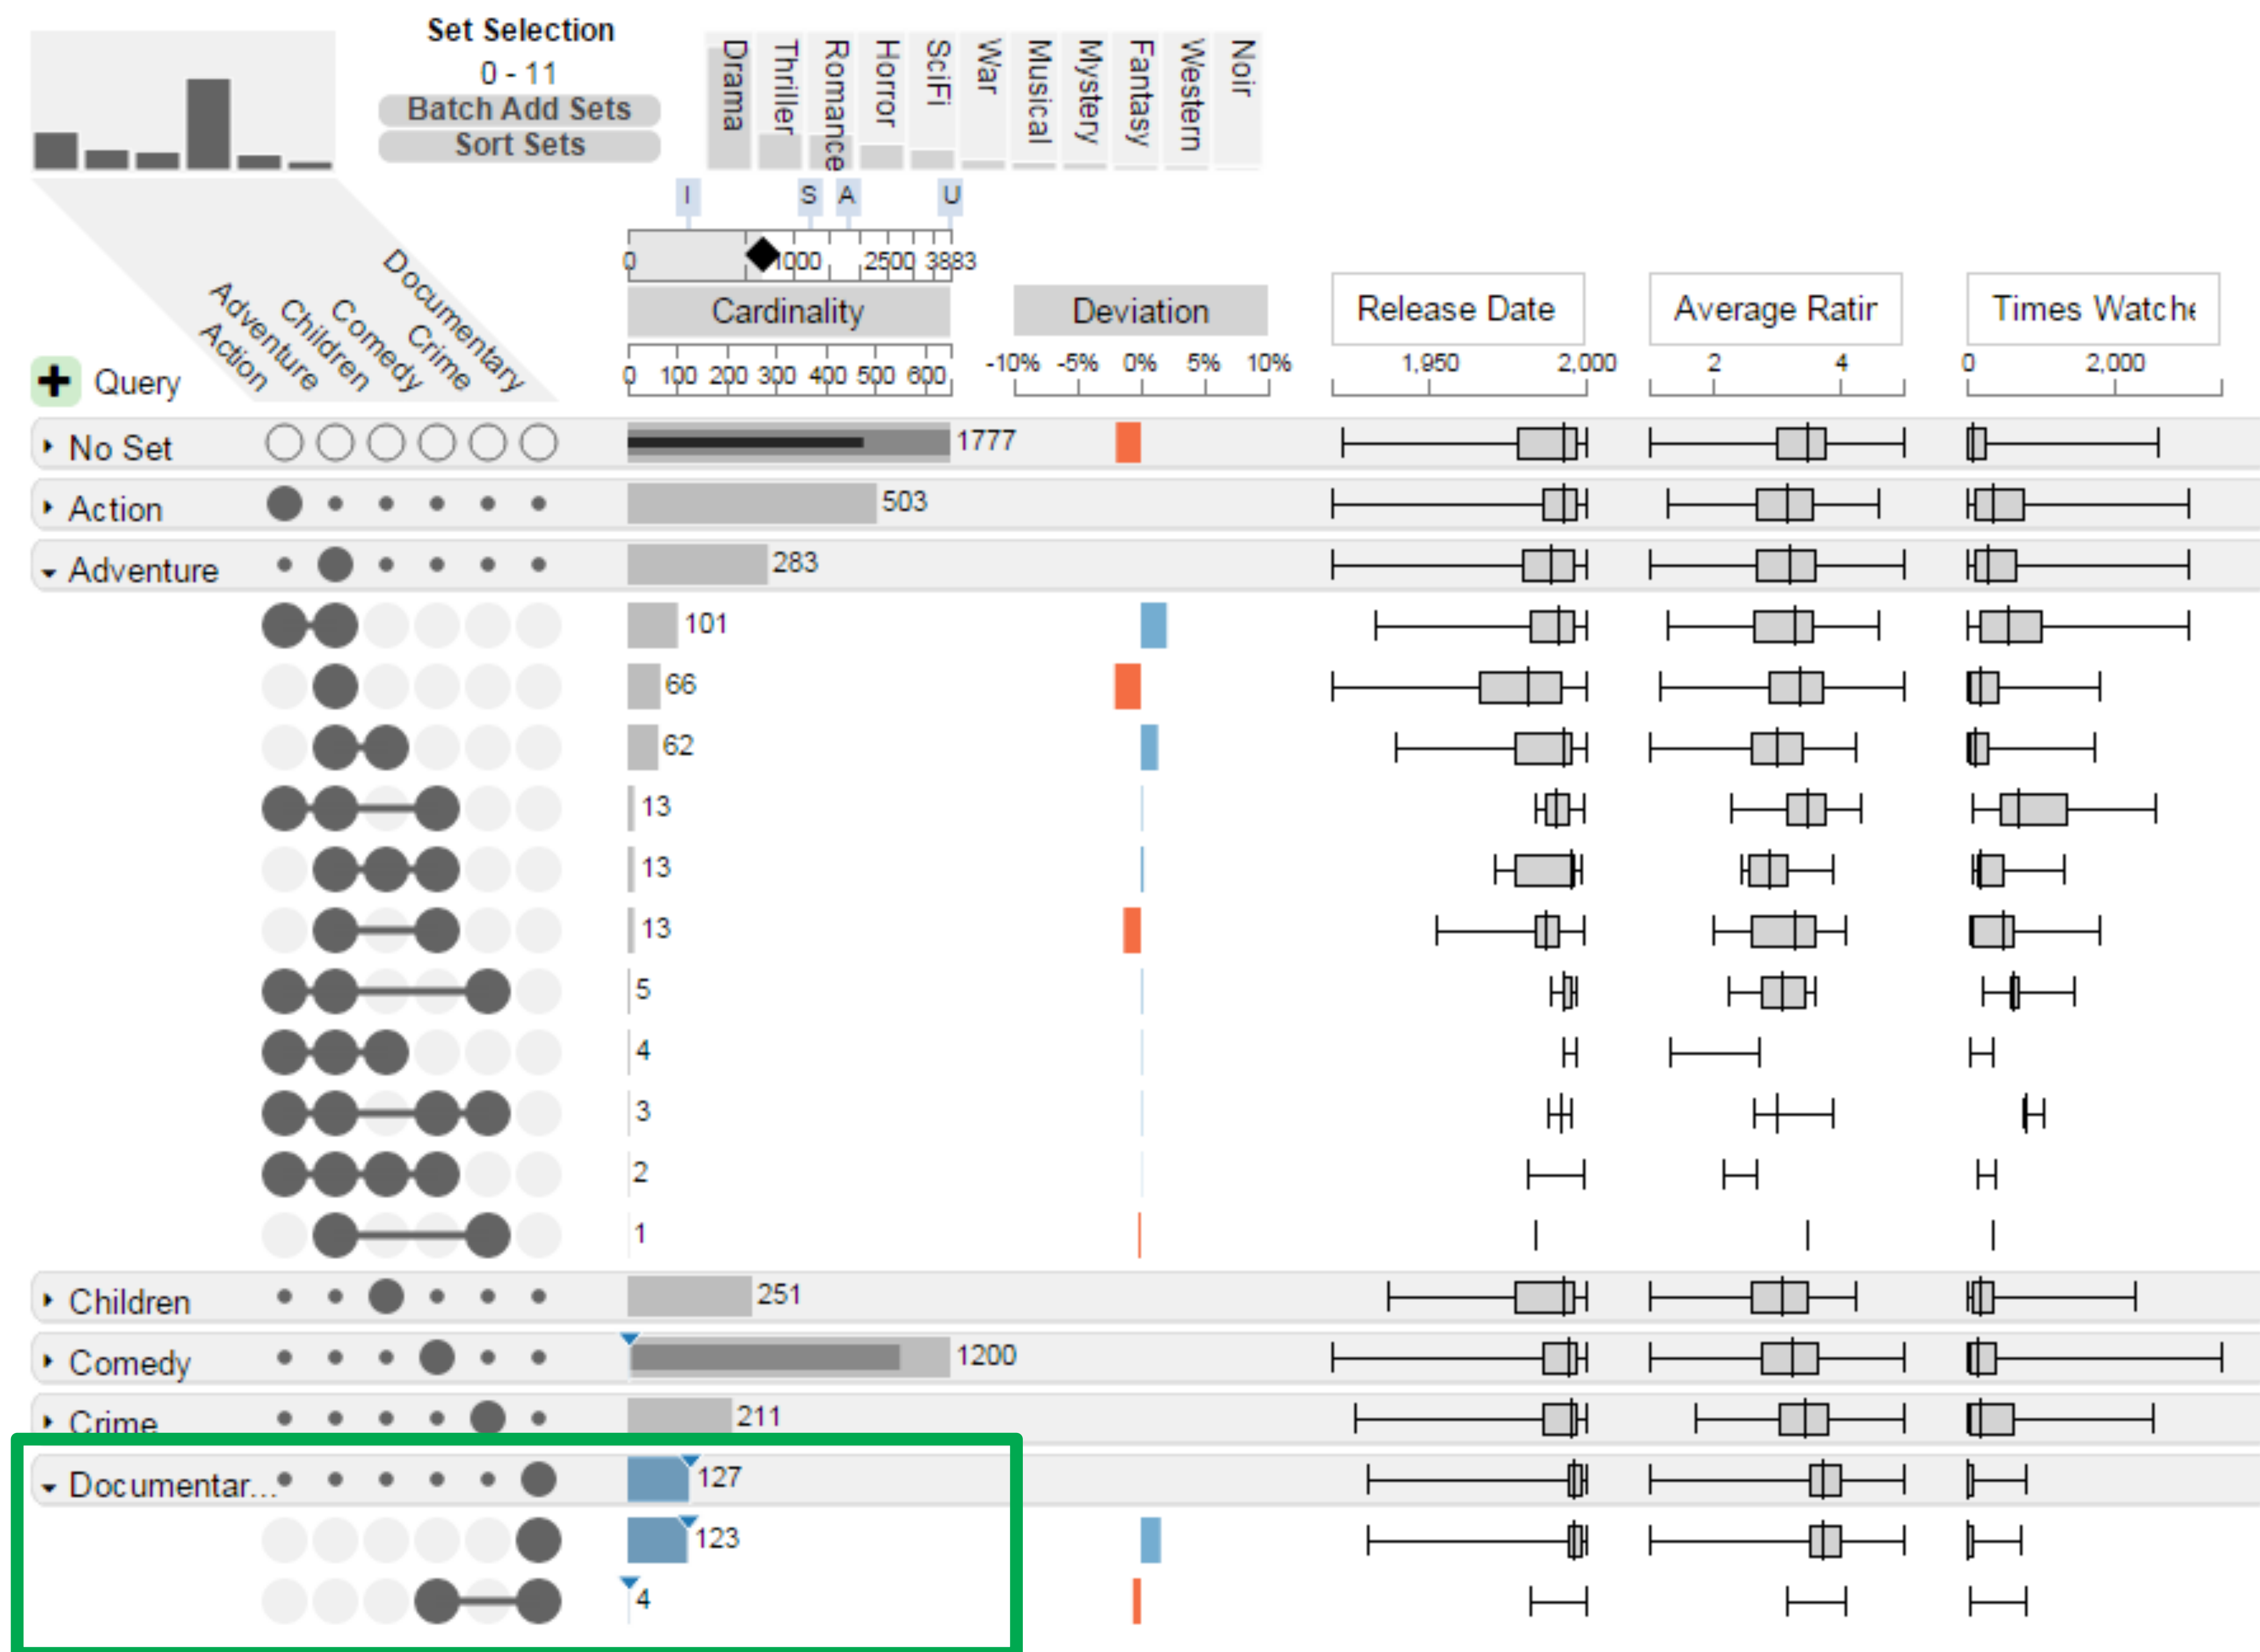 Set Selection
0 - 11
Batch Add Sets
Sort Sets
Drama
Thriller
Romance
Horror
SciFi
War
Musical
Mystery
Fantasy
Western
Noir
I S A U
0 1000 2500 3883
Cardinality
0 100 200 300 400 500 600
Deviation
-10% -5% 0% 5% 10%
Release Date
1,950 2,000
Average Ratin
2 4
Times Watche
0 2,000
Action
Adventure
Children
Comedy
Crime
Documentary
+ Query
No Set 1777
Action 503
Adventure 283
101
66
62
13
13
13
5
4
3
2
1
Children 251
Comedy 1200
Crime 211
Documentar... 127
123
4